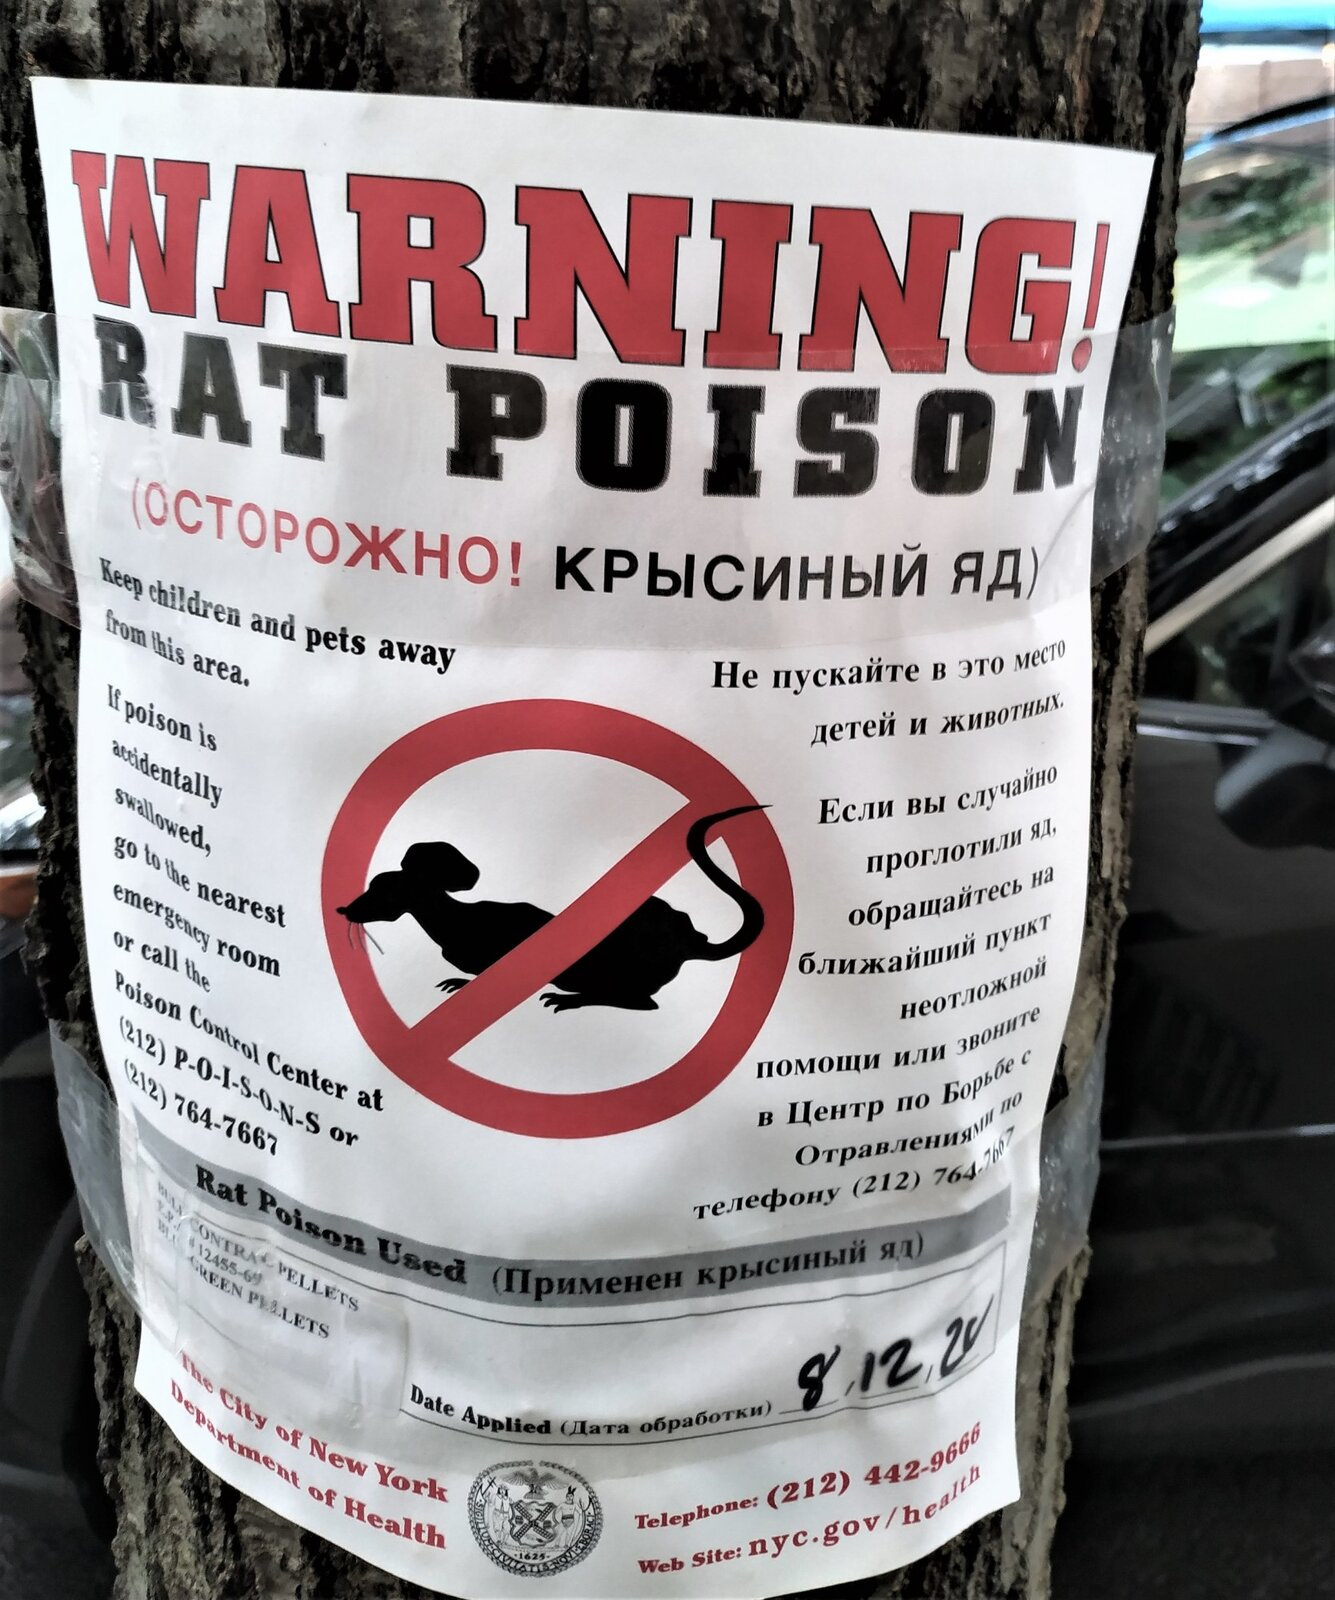 WARNING!
RAT POISON
(ОСТОРОЖНО! КРЫСИНЫЙ ЯД)
Keep children and pets away
from this area.
If poison is
accidentally
swallowed,
go to the nearest
emergency room
or call the
Poison Control Center at
(212) P-O-I-S-O-N-S or
(212) 764-7667
Не пускайте в это место
детей и животных.
Если вы случайно
проглотили яд,
обращайтесь на
ближайший пункт
неотложной
помощи или звоните
в Центр по Борьбе с
Отравлениями по
телефону (212) 764-7667
Rat Poison Used (Применен крысиный яд)
CONTRAC PELLETS
GREEN PELLETS
Date Applied (Дата обработки) 8,12,20
The City of New York
Department of Health
1625
Telephone: (212) 442-9666
Web Site: nyc.gov/health